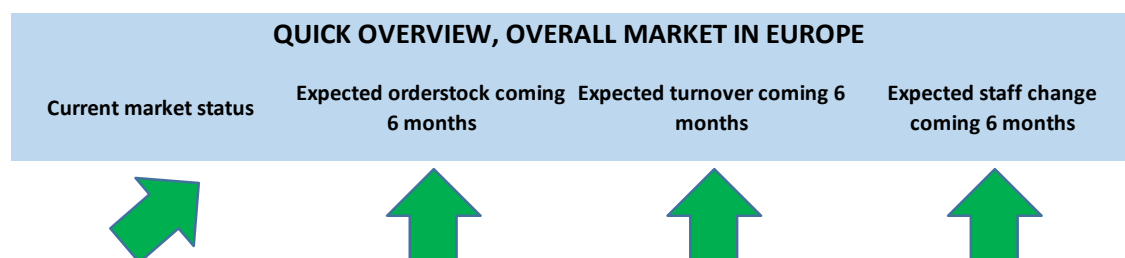 QUICK OVERVIEW, OVERALL MARKET IN EUROPE
Current market status
Expected orderstock coming
6 months
Expected turnover coming 6
months
Expected staff change
coming 6 months